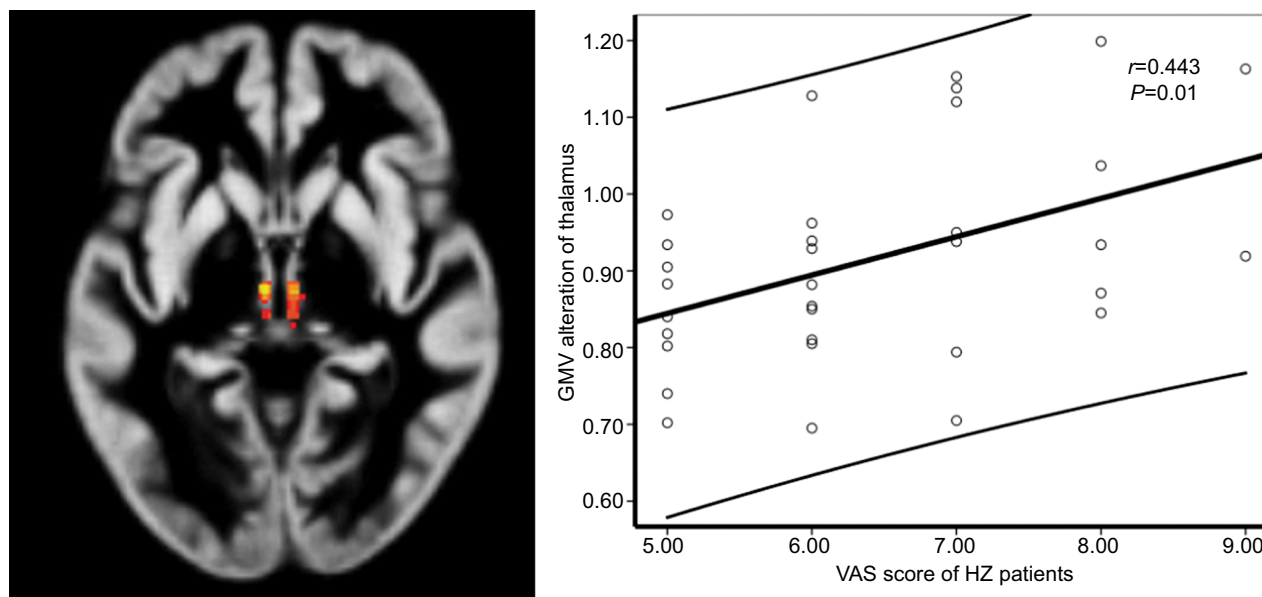 1.20
1.10
1.00
0.90
0.80
0.70
0.60
GMV alteration of thalamus
r=0.443
P=0.01
5.00 6.00 7.00 8.00 9.00
VAS score of HZ patients